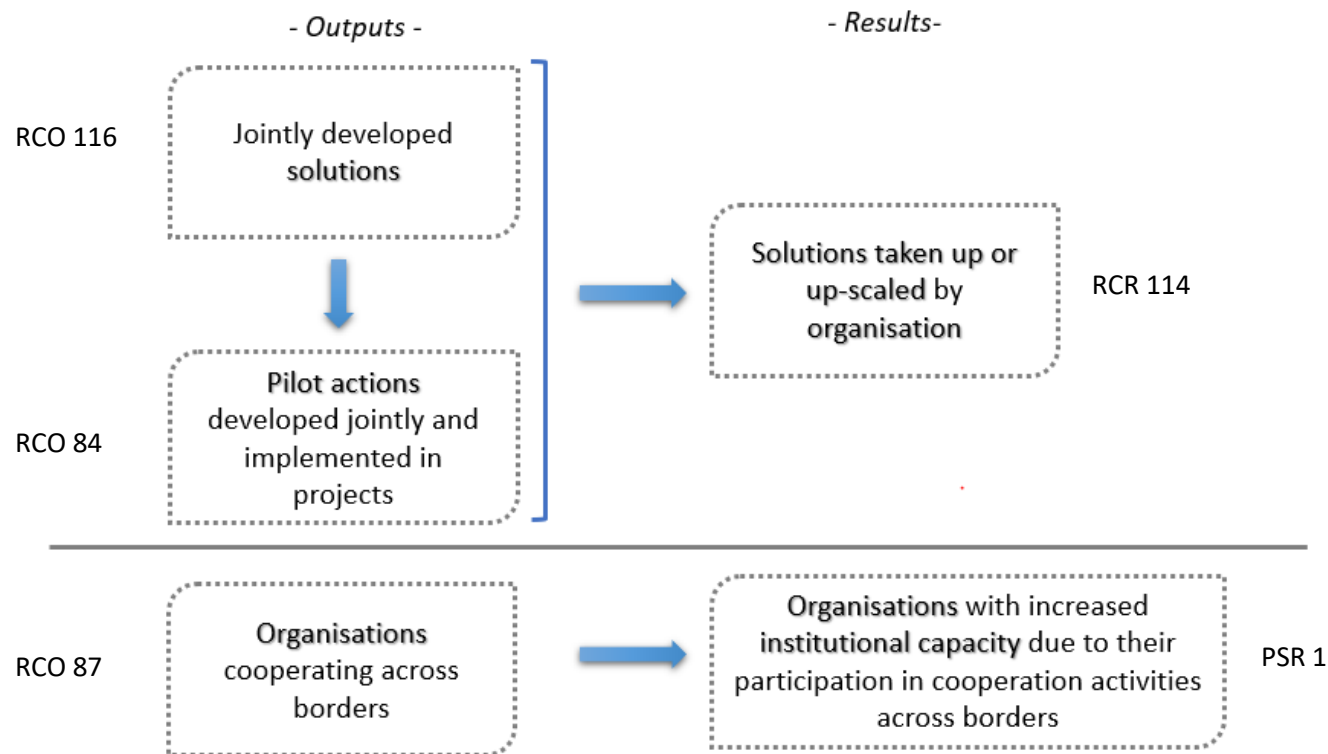 - Outputs -
- Results-
RCO 116
Jointly developed
solutions
Solutions taken up or
up-scaled by
organisation
RCR 114
RCO 84
Pilot actions
developed jointly and
implemented in
projects
RCO 87
Organisations
cooperating across
borders
Organisations with increased
institutional capacity due to their
participation in cooperation activities
across borders
PSR 1